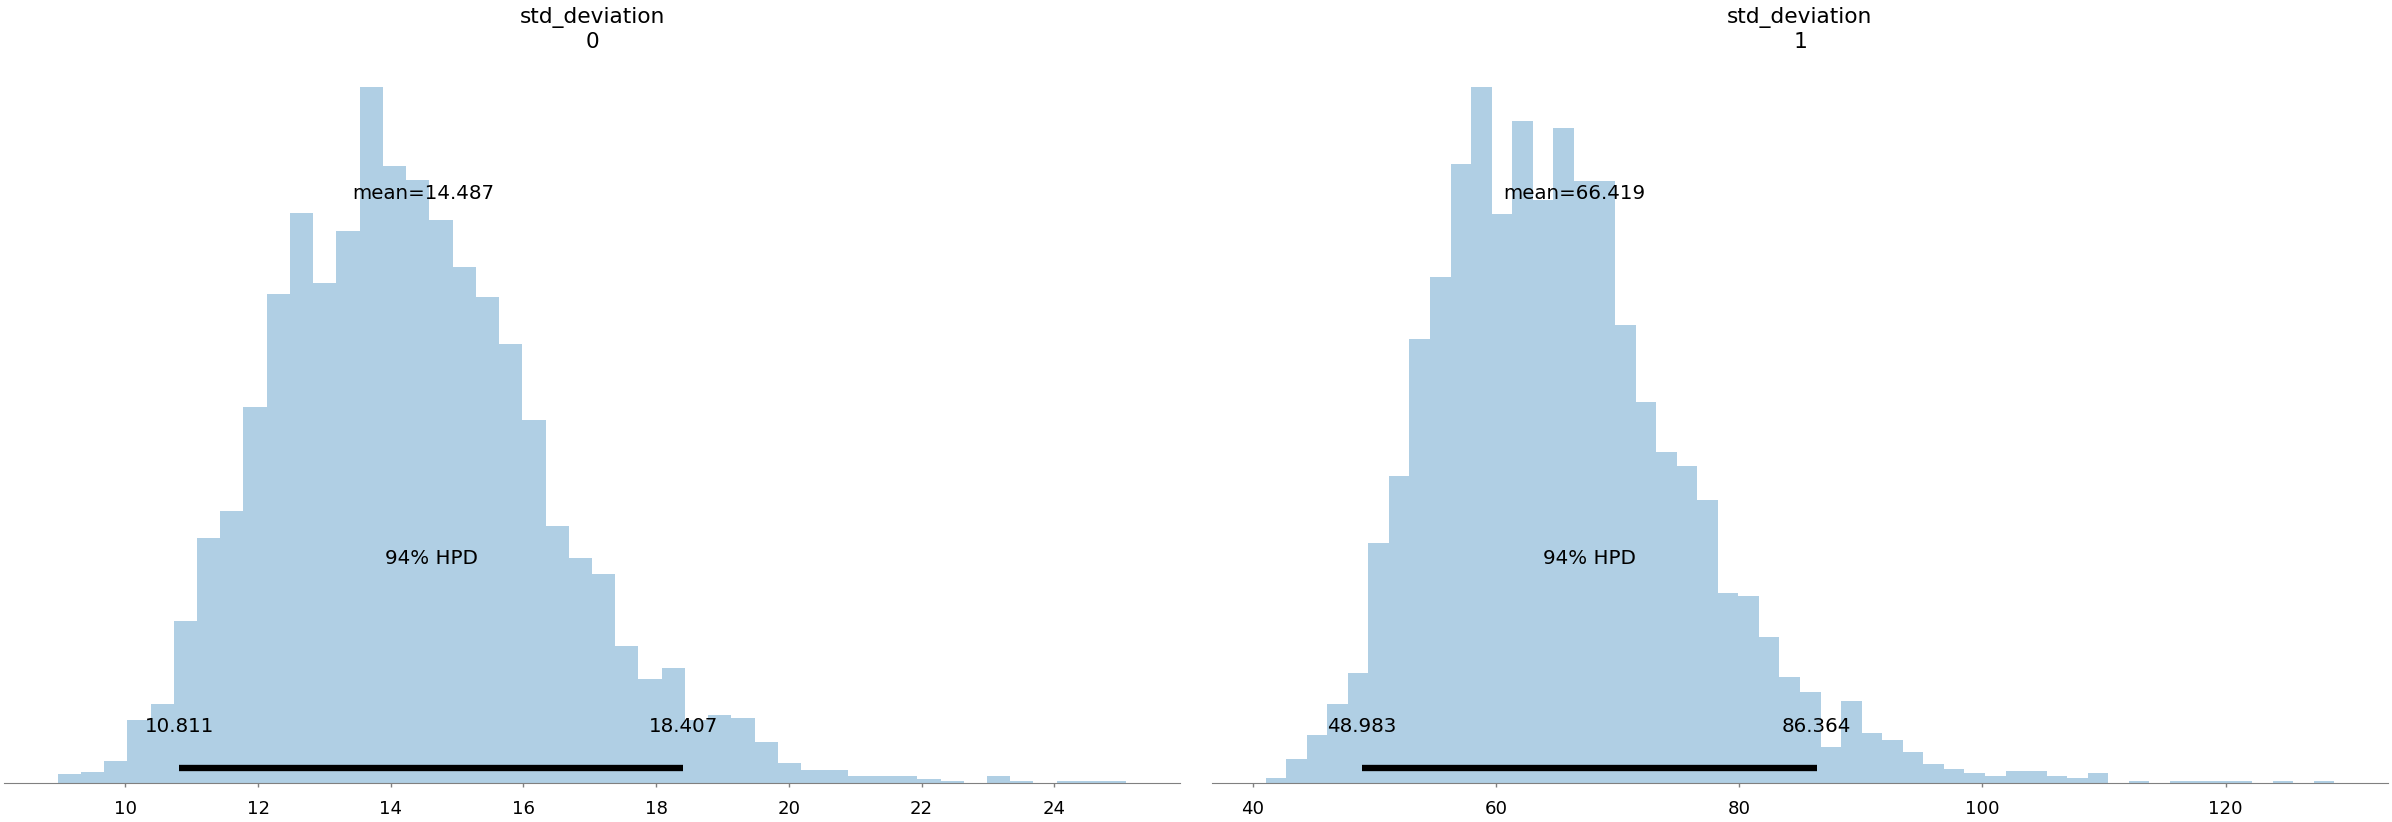 std_deviation
0
mean=14.487
94% HPD
10.811 18.407
10 12 14 16 18 20 22 24
std_deviation
1
mean=66.419
94% HPD
48.983 86.364
40 60 80 100 120